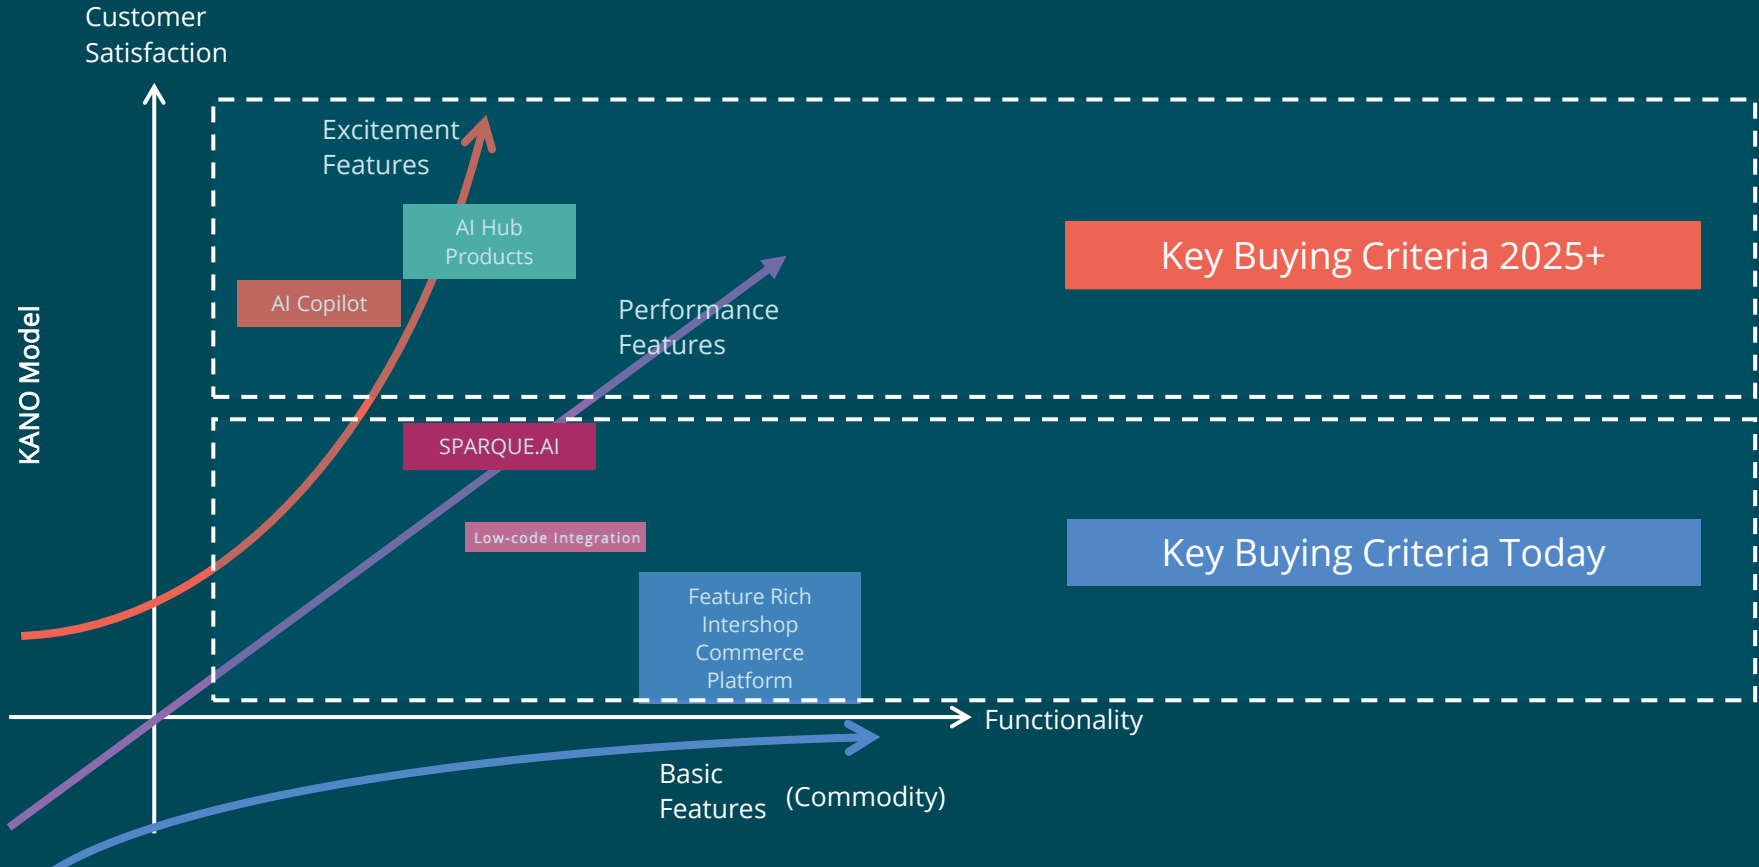 Customer
Satisfaction
KANO Model
Excitement
Features
AI Hub
Products
AI Copilot
Performance
Features
Key Buying Criteria 2025+
SPARQUE.AI
Low-code Integration
Key Buying Criteria Today
Feature Rich
Intershop
Commerce
Platform
Functionality
Basic
Features
(Commodity)